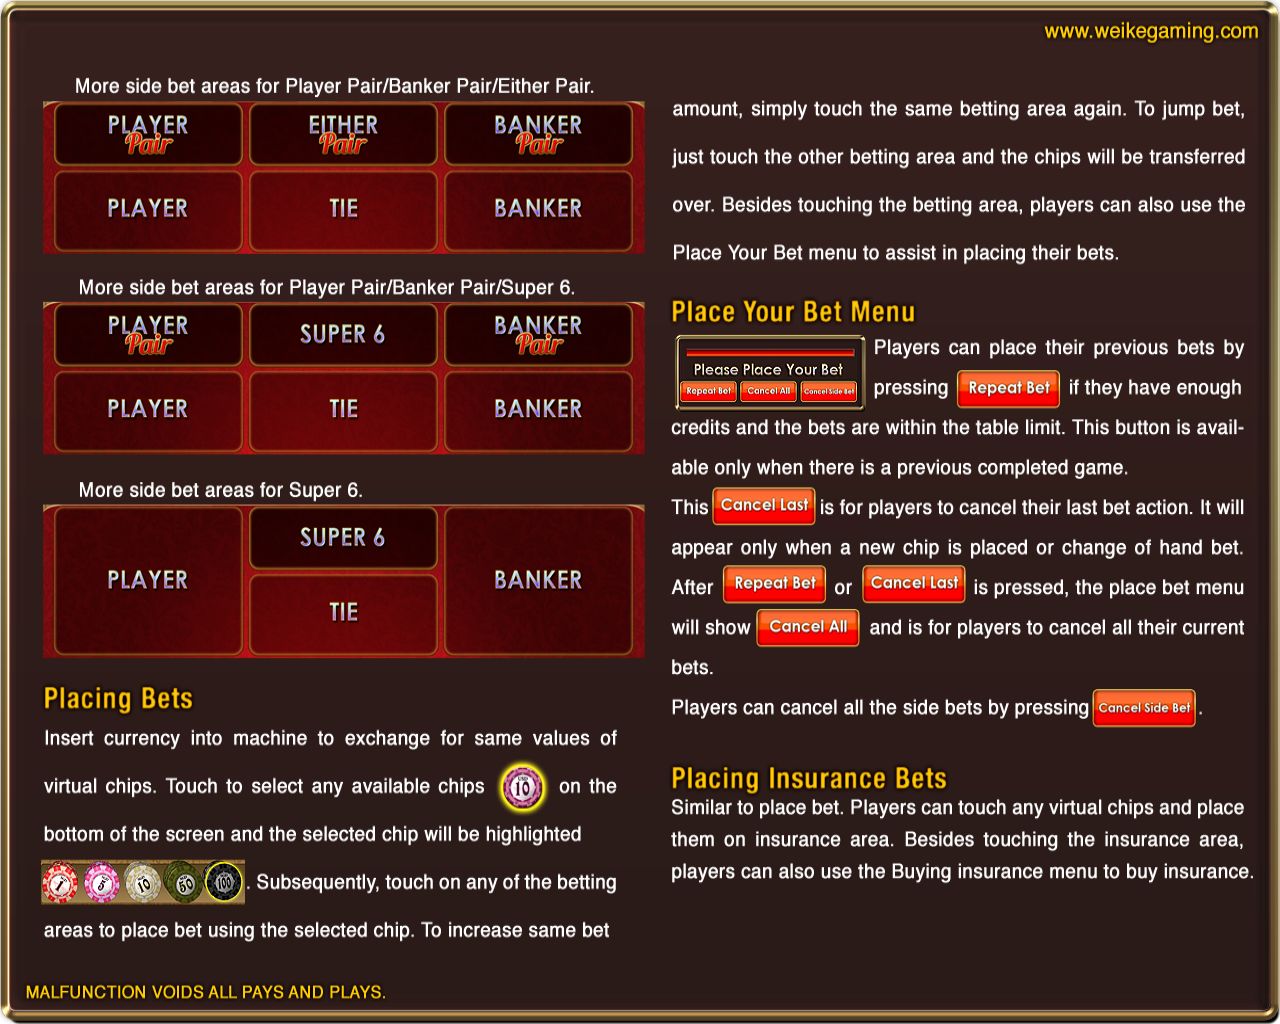 www.weikegaming.com
More side bet areas for Player Pair/Banker Pair/Either Pair.
PLAYER Pair EITHER Pair BANKER Pair
PLAYER TIE BANKER
More side bet areas for Player Pair/Banker Pair/Super 6.
PLAYER Pair SUPER 6 BANKER Pair
PLAYER TIE BANKER
More side bet areas for Super 6.
SUPER 6
PLAYER BANKER
TIE
Placing Bets
Insert currency into machine to exchange for same values of
virtual chips. Touch to select any available chips 10 on the
bottom of the screen and the selected chip will be highlighted
1 5 10 50 100 . Subsequently, touch on any of the betting
areas to place bet using the selected chip. To increase same bet
amount, simply touch the same betting area again. To jump bet,
just touch the other betting area and the chips will be transferred
over. Besides touching the betting area, players can also use the
Place Your Bet menu to assist in placing their bets.
Place Your Bet Menu
Please Place Your Bet
Repeat Bet Cancel All Cancel Side Bet
Players can place their previous bets by
pressing Repeat Bet if they have enough
credits and the bets are within the table limit. This button is avail-
able only when there is a previous completed game.
This Cancel Last is for players to cancel their last bet action. It will
appear only when a new chip is placed or change of hand bet.
After Repeat Bet or Cancel Last is pressed, the place bet menu
will show Cancel All and is for players to cancel all their current
bets.
Players can cancel all the side bets by pressing Cancel Side Bet .
Placing Insurance Bets
Similar to place bet. Players can touch any virtual chips and place
them on insurance area. Besides touching the insurance area,
players can also use the Buying insurance menu to buy insurance.
MALFUNCTION VOIDS ALL PAYS AND PLAYS.